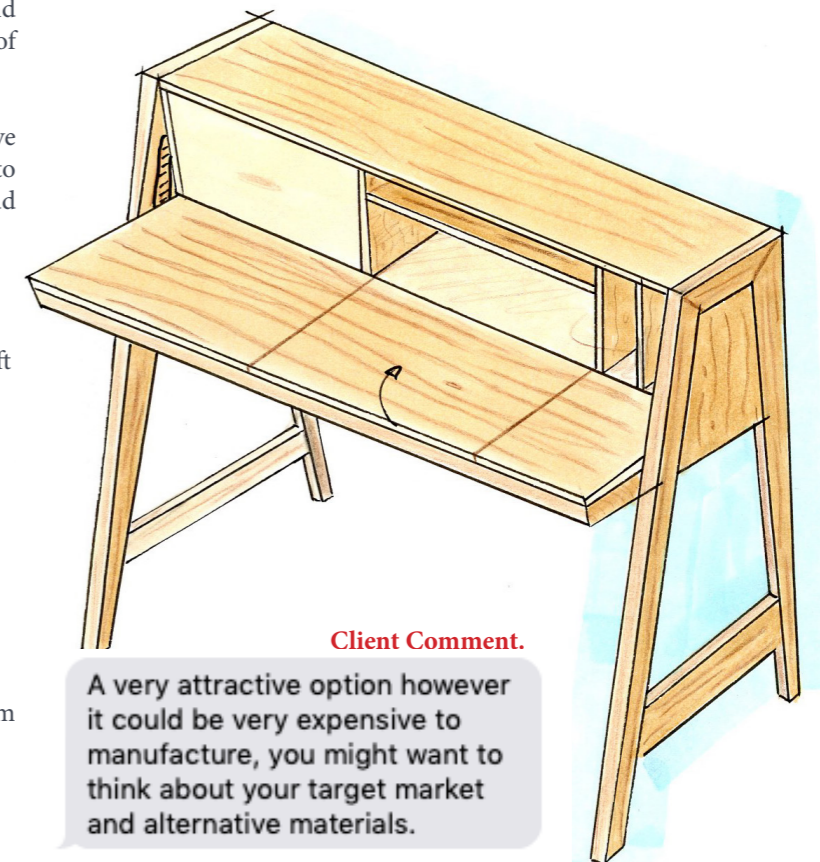 Client Comment.
A very attractive option however
it could be very expensive to
manufacture, you might want to
think about your target market
and alternative materials.